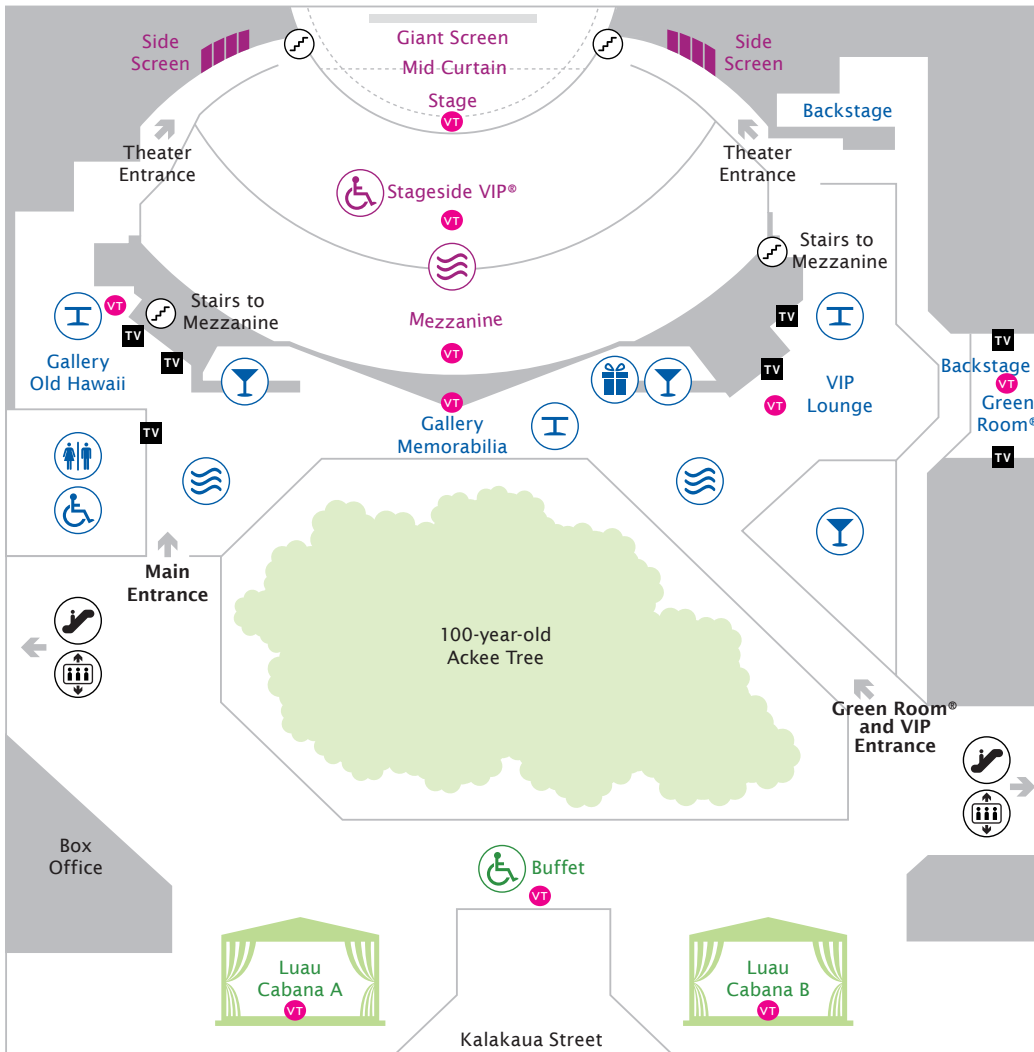 Giant Screen
Side
Screen
Side
Screen
Mid Curtain
Stage
VT
Backstage
Theater
Entrance
Theater
Entrance
Stageside VIP®
VT
Stairs to
Mezzanine
Stairs to
Mezzanine
VT
Mezzanine
VT
TV
TV
TV
TV
TV
Gallery
Old Hawaii
Backstage
VT
Green
Room®
TV
VIP
Lounge
VT
VT
Gallery
Memorabilia
TV
Main
Entrance
100-year-old
Ackee Tree
Green Room®
and VIP
Entrance
Box
Office
Buffet
VT
Luau
Cabana A
VT
Luau
Cabana B
VT
Kalakaua Street